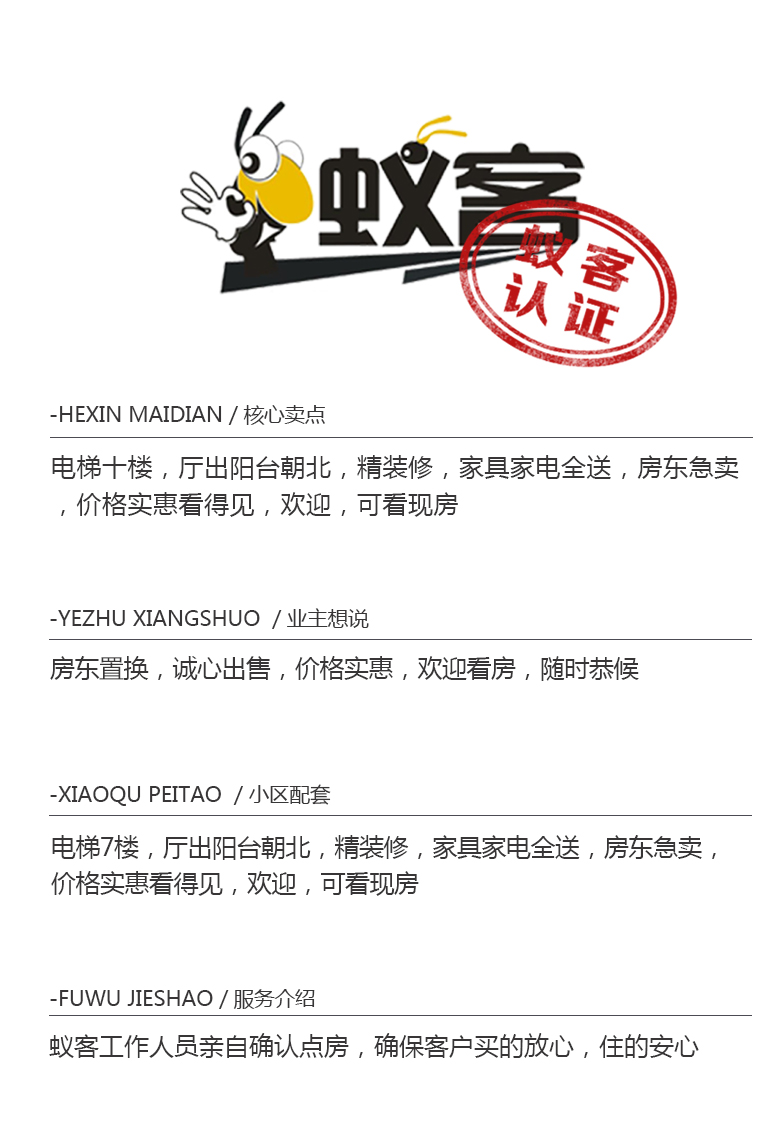 蚁客
蚁客
认证
-HEXIN MAIDIAN / 核心卖点
电梯十楼，厅出阳台朝北，精装修，家具家电全送，房东急卖
，价格实惠看得见，欢迎，可看现房
-YEZHU XIANGSHUO / 业主想说
房东置换，诚心出售，价格实惠，欢迎看房，随时恭候
-XIAOQU PEITAO / 小区配套
电梯7楼，厅出阳台朝北，精装修，家具家电全送，房东急卖，
价格实惠看得见，欢迎，可看现房
-FUWU JIESHAO / 服务介绍
蚁客工作人员亲自确认点房，确保客户买的放心，住的安心